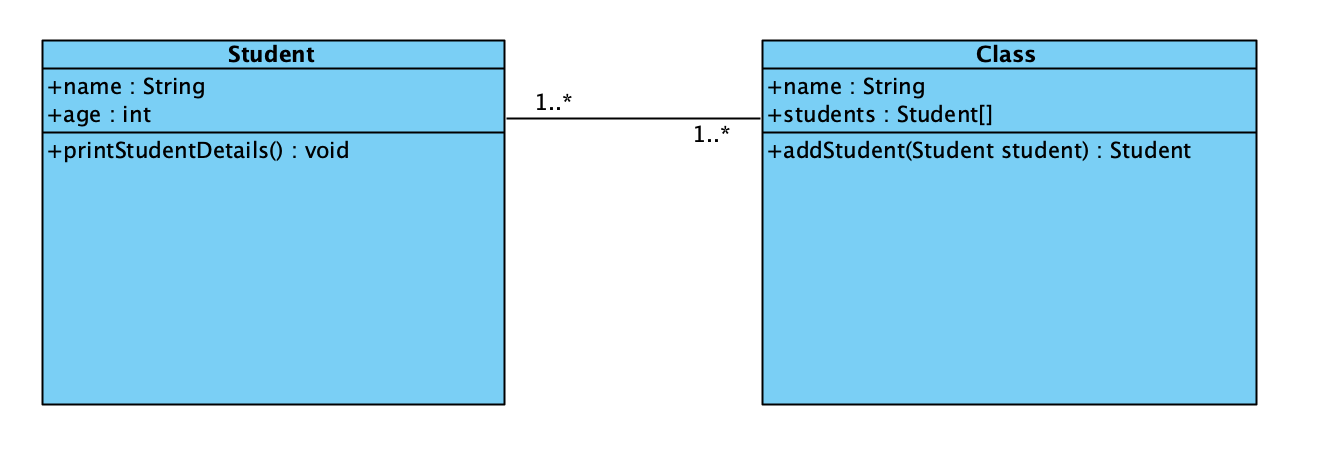 Student
+name : String
+age : int
+printStudentDetails() : void
1..*
1..*
Class
+name : String
+students : Student[]
+addStudent(Student student) : Student